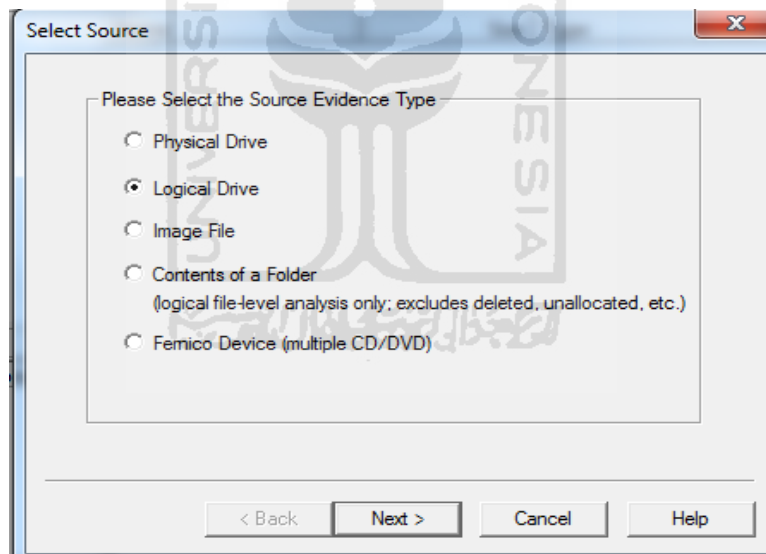 Select Source
Please Select the Source Evidence Type
Physical Drive
Logical Drive
Image File
Contents of a Folder
(logical file-level analysis only; excludes deleted, unallocated, etc.)
Fernico Device (multiple CD/DVD)
< Back
Next >
Cancel
Help